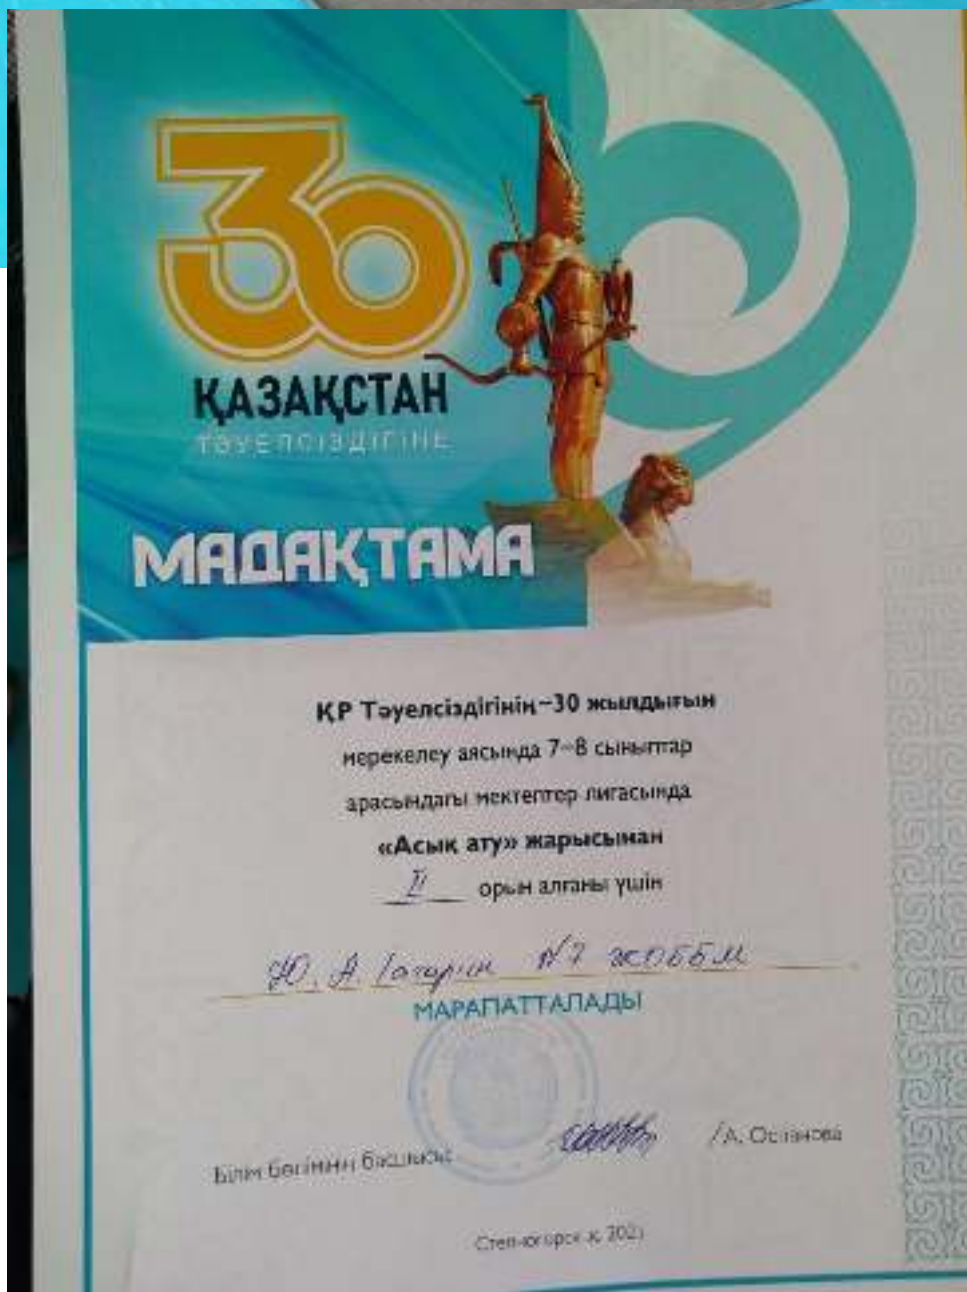 30
ҚАЗАҚСТАН
ТӘУЕЛСІЗДІГІНЕ
МАДАҚТАМА
ҚР Тәуелсіздігінің-30 жылдығын
мерекелеу аясында 7-8 сыныптар
арасындағы мектептер лигасында
«Асық ату» жарысынан
II орын алғаны үшін
Ю. А. Гагарин №7 ЖОББМ
МАРАПАТТАЛАДЫ
Білім бөлімінің басшысы
/А. Оспанова
Степногорск қ. 2021